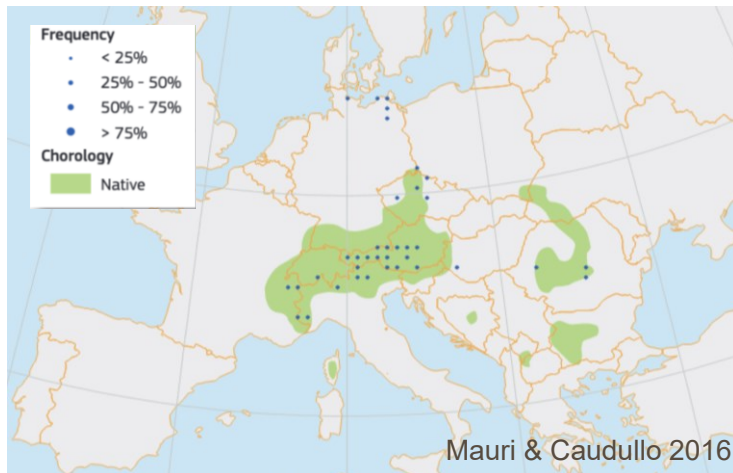 Frequency
< 25%
25% - 50%
50% - 75%
> 75%
Chorology
Native
Mauri & Caudullo 2016